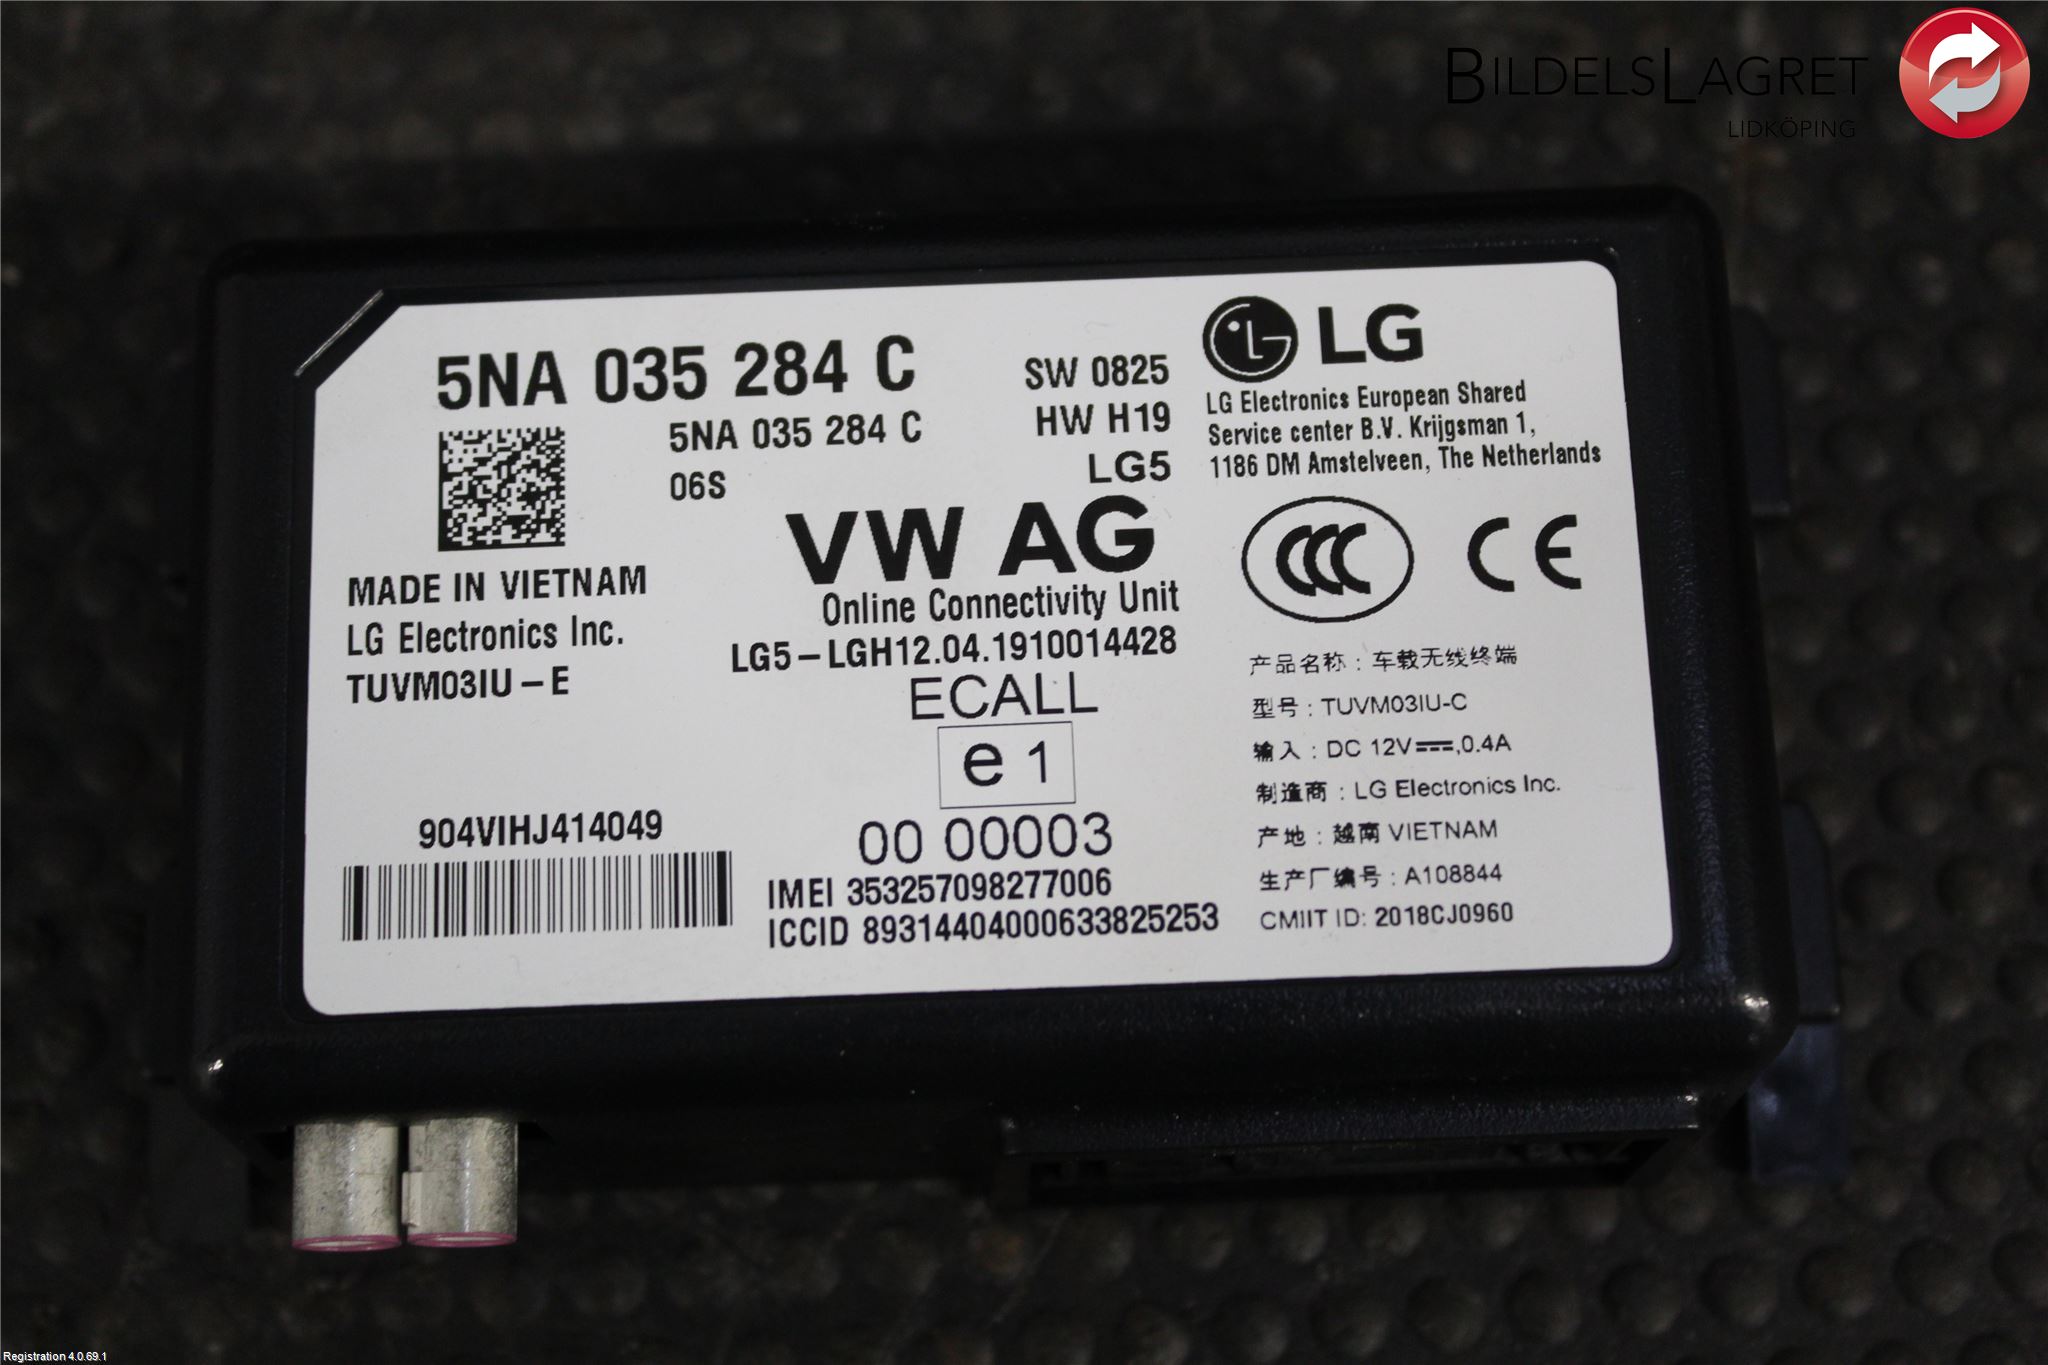 BILDELSLAGRET
LIDKÖPING
5NA 035 284 C
5NA 035 284 C
06S
SW 0825
HW H19
LG5
LG
LG Electronics European Shared
Service center B.V. Krijgsman 1,
1186 DM Amstelveen, The Netherlands
MADE IN VIETNAM
LG Electronics Inc.
TUVM03IU-E
VW AG
Online Connectivity Unit
LG5-LGH12.04.1910014428
ECALL
e 1
00 00003
904VIHJ414049
IMEI 353257098277006
ICCID 89314404000633825253
CCC
CE
产品名称：车载无线终端
型号：TUVM03IU-C
输入：DC 12V⎓,0.4A
制造商：LG Electronics Inc.
产地：越南 VIETNAM
生产厂编号：A108844
CMIIT ID: 2018CJ0960
Registration 4.0.69.1